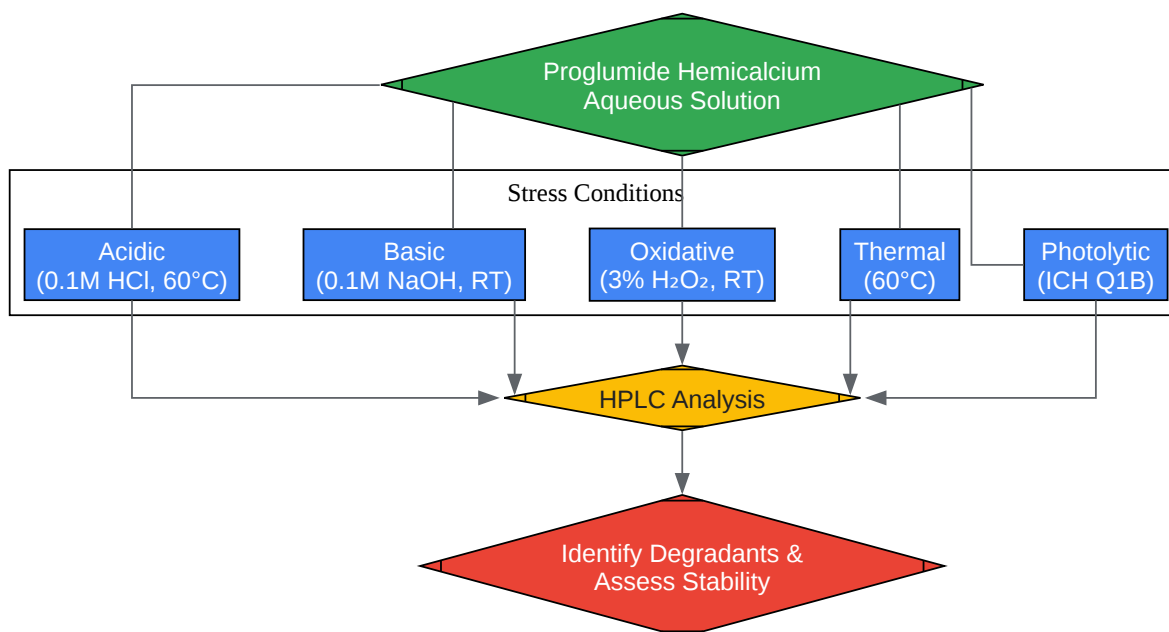 Proglumide Hemicalcium
Aqueous Solution
Stress Conditions
Acidic
(0.1M HCl, 60°C)
Basic
(0.1M NaOH, RT)
Oxidative
(3% H₂O₂, RT)
Thermal
(60°C)
Photolytic
(ICH Q1B)
HPLC Analysis
Identify Degradants &
Assess Stability